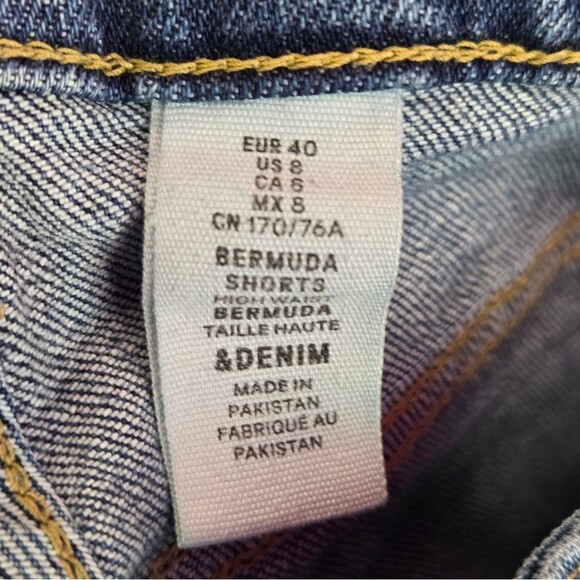 EUR 40
US 8
CA 8
MX 8
CN 170/76A
BERMUDA
SHORTS
HIGH WAIST
BERMUDA
TAILLE HAUTE
&DENIM
MADE IN
PAKISTAN
FABRIQUÉ AU
PAKISTAN